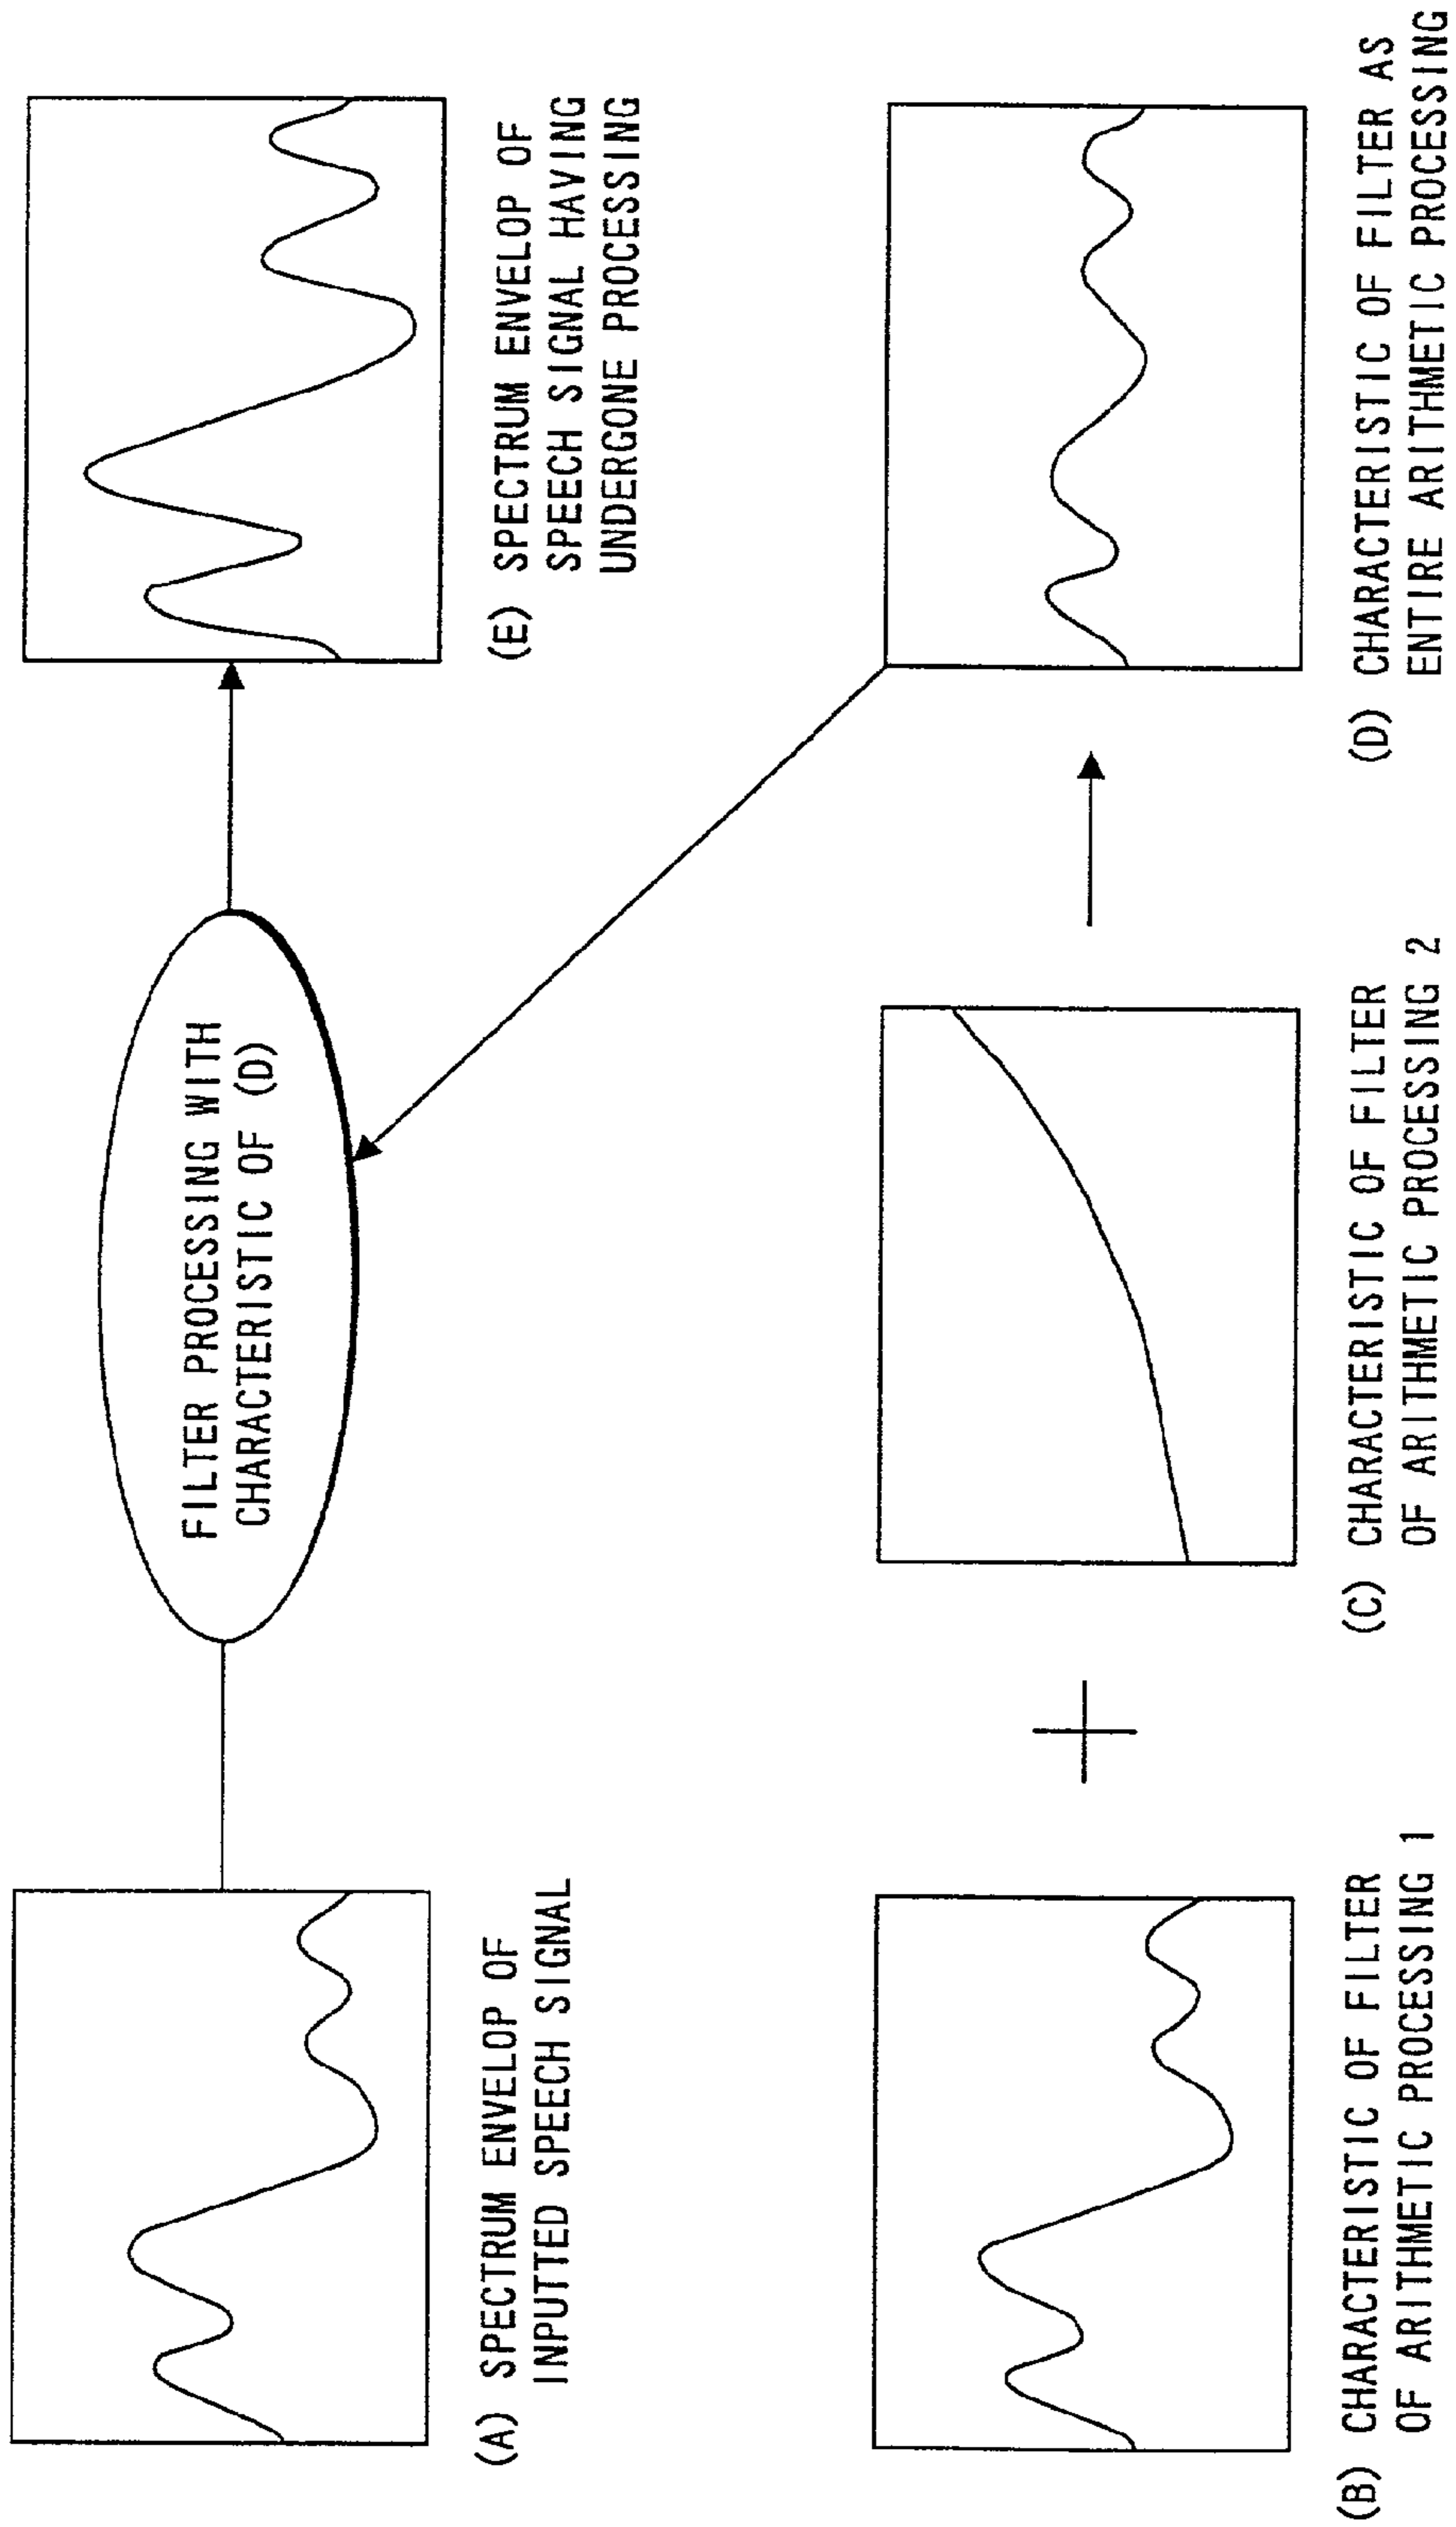 (A) SPECTRUM ENVELOP OF
INPUTTED SPEECH SIGNAL
FILTER PROCESSING WITH
CHARACTERISTIC OF (D)
(E) SPECTRUM ENVELOP OF
SPEECH SIGNAL HAVING
UNDERGONE PROCESSING
(B) CHARACTERISTIC OF FILTER
OF ARITHMETIC PROCESSING 1
+
(C) CHARACTERISTIC OF FILTER
OF ARITHMETIC PROCESSING 2
(D) CHARACTERISTIC OF FILTER AS
ENTIRE ARITHMETIC PROCESSING